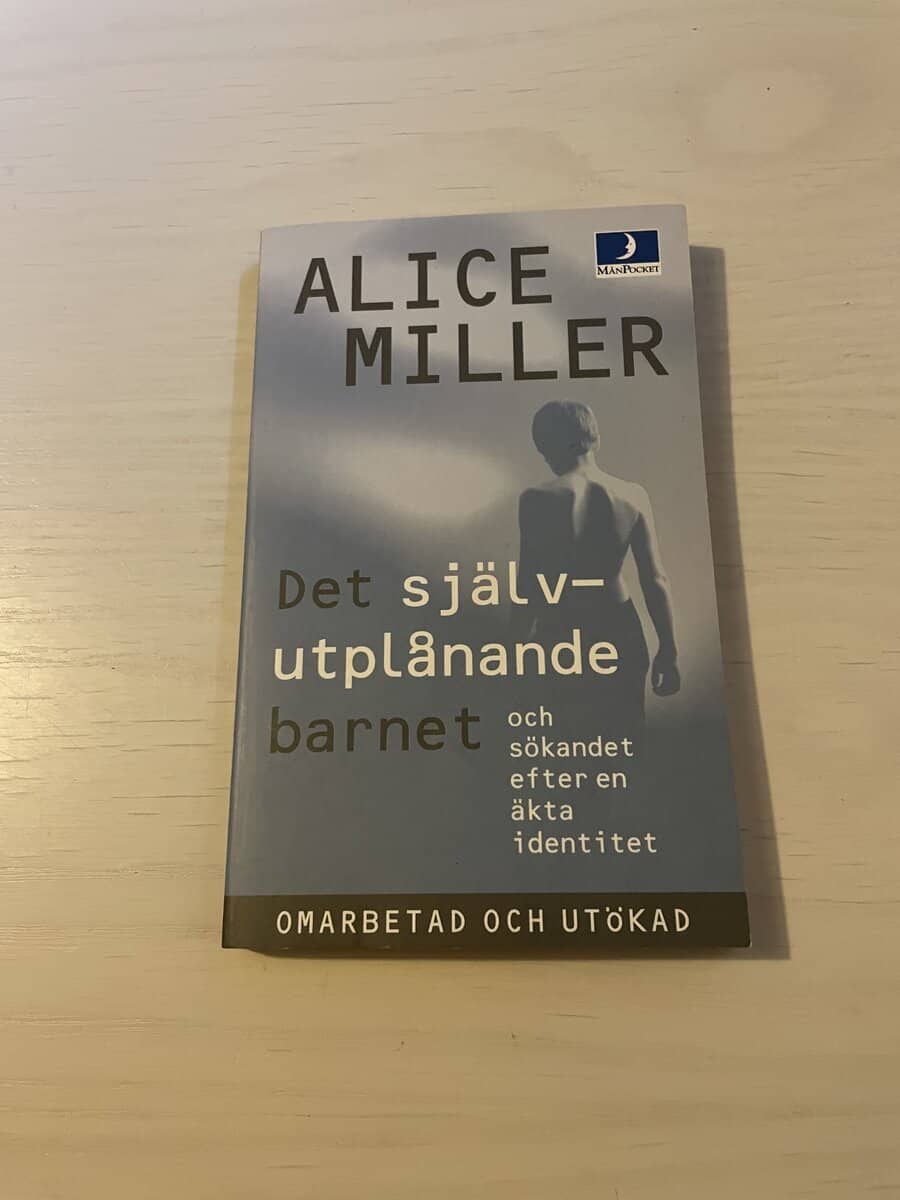 ALICE
MILLER
MÅNPOCKET
Det själv-
utplånande
barnet
och
sökandet
efter en
äkta
identitet
OMARBETAD OCH UTÖKAD